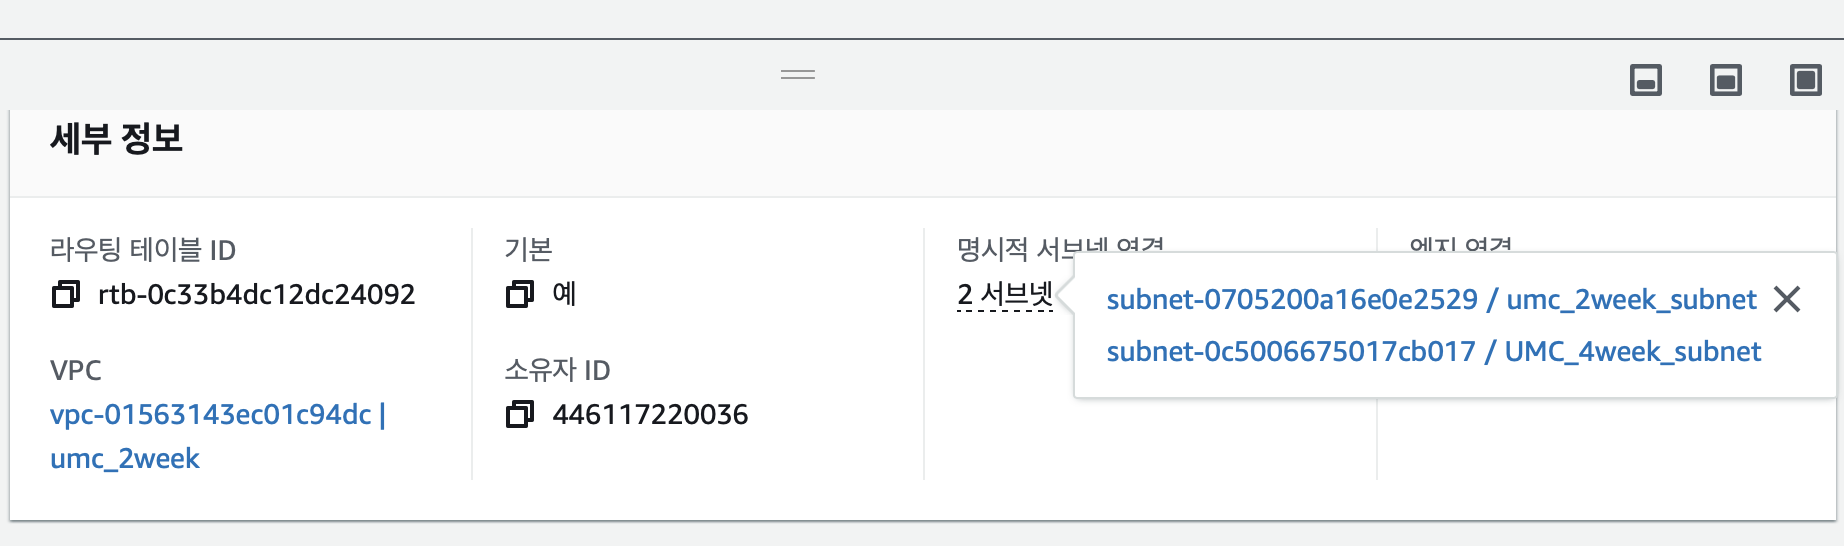 세부 정보
라우팅 테이블 ID
rtb-0c33b4dc12dc24092
VPC
vpc-01563143ec01c94dc |
umc_2week
기본
예
소유자 ID
446117220036
명시적 서브넷 연결
2 서브넷
subnet-0705200a16e0e2529 / umc_2week_subnet
subnet-0c5006675017cb017 / UMC_4week_subnet
엣지 연결